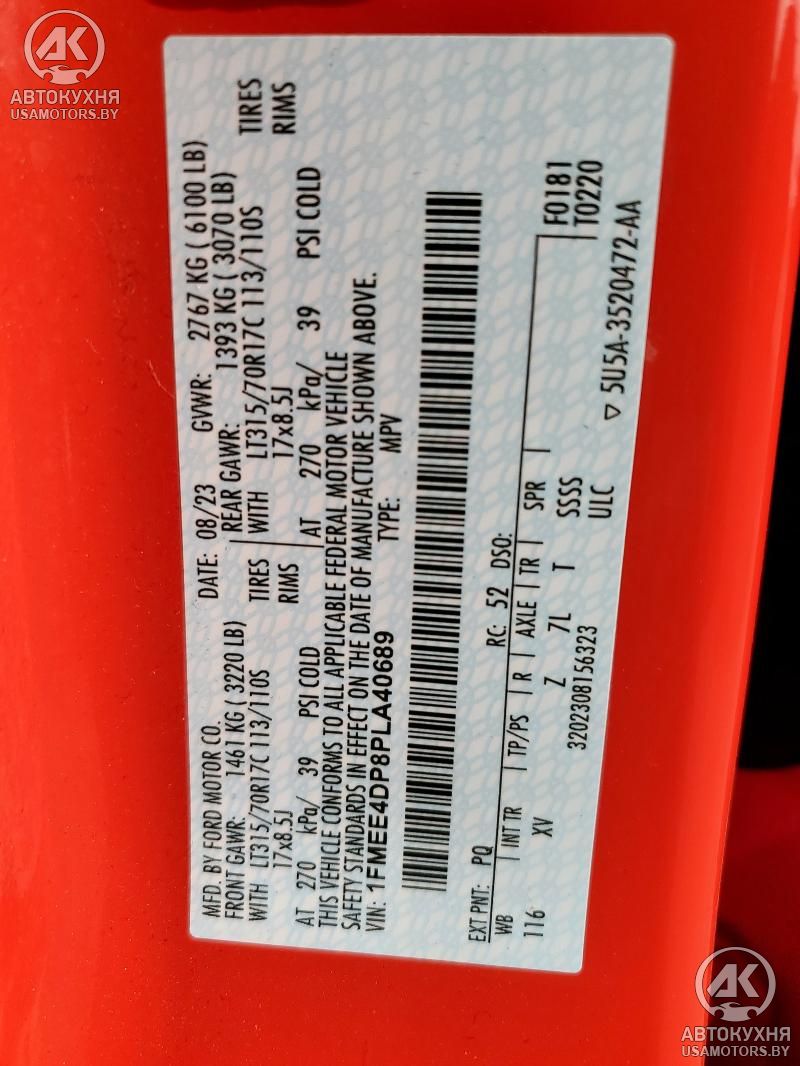 AK
АВТОКУХНЯ
USAMOTORS.BY
MFD. BY FORD MOTOR CO. DATE: 08/23 GVWR: 2767 KG ( 6100 LB)
FRONT GAWR: 1461 KG ( 3220 LB) REAR GAWR: 1393 KG ( 3070 LB)
WITH LT315/70R17C 113/110S TIRES WITH LT315/70R17C 113/110S TIRES
17x8.5J RIMS 17x8.5J RIMS
AT 270 kPa/ 39 PSI COLD AT 270 kPa/ 39 PSI COLD
THIS VEHICLE CONFORMS TO ALL APPLICABLE FEDERAL MOTOR VEHICLE
SAFETY STANDARDS IN EFFECT ON THE DATE OF MANUFACTURE SHOWN ABOVE.
VIN: 1FMEE4DP8PLA40689 TYPE: MPV
EXT PNT: PQ RC: 52 DSO: F0181
WB INT TR TP/PS R AXLE TR SPR T0220
116 XV Z 7L T SSSS
3202308156323 ULC ▽ 5U5A-3520472-AA
AK
АВТОКУХНЯ
USAMOTORS.BY